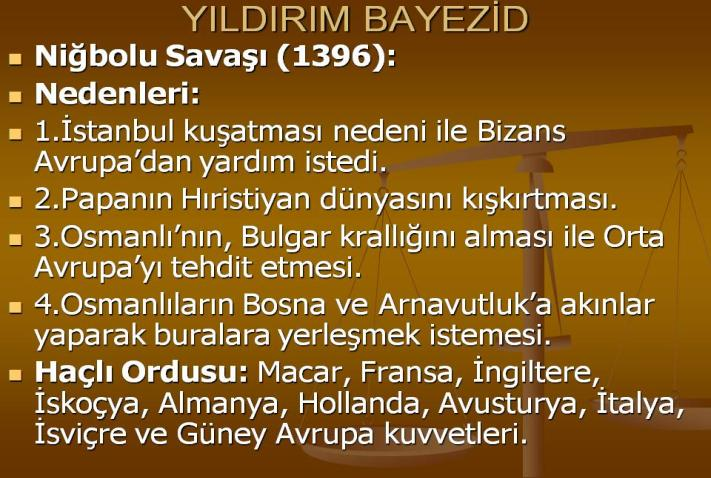 YILDIRIM BAYEZİD
Niğbolu Savaşı (1396):
Nedenleri:
1.İstanbul kuşatması nedeni ile Bizans
Avrupa’dan yardım istedi.
2.Papanın Hıristiyan dünyasını kışkırtması.
3.Osmanlı’nın, Bulgar krallığını alması ile Orta
Avrupa’yı tehdit etmesi.
4.Osmanlıların Bosna ve Arnavutluk’a akınlar
yaparak buralara yerleşmek istemesi.
Haçlı Ordusu: Macar, Fransa, İngiltere,
İskoçya, Almanya, Hollanda, Avusturya, İtalya,
İsviçre ve Güney Avrupa kuvvetleri.